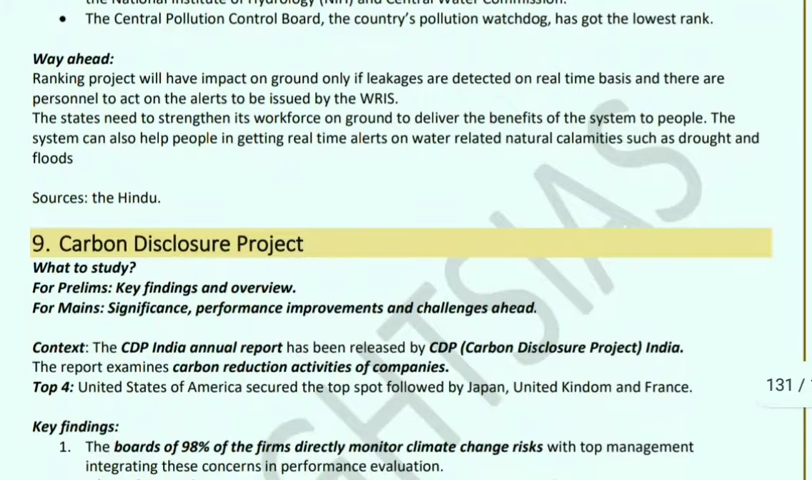 • The Central Pollution Control Board, the country's pollution watchdog, has got the lowest rank.
Way ahead:
Ranking project will have impact on ground only if leakages are detected on real time basis and there are
personnel to act on the alerts to be issued by the WRIS.
The states need to strengthen its workforce on ground to deliver the benefits of the system to people. The
system can also help people in getting real time alerts on water related natural calamities such as drought and
floods
Sources: the Hindu.
9. Carbon Disclosure Project
What to study?
For Prelims: Key findings and overview.
For Mains: Significance, performance improvements and challenges ahead.
Context: The CDP India annual report has been released by CDP (Carbon Disclosure Project) India.
The report examines carbon reduction activities of companies.
Top 4: United States of America secured the top spot followed by Japan, United Kindom and France.
131 /
Key findings:
1. The boards of 98% of the firms directly monitor climate change risks with top management
integrating these concerns in performance evaluation.
GHTSIAS